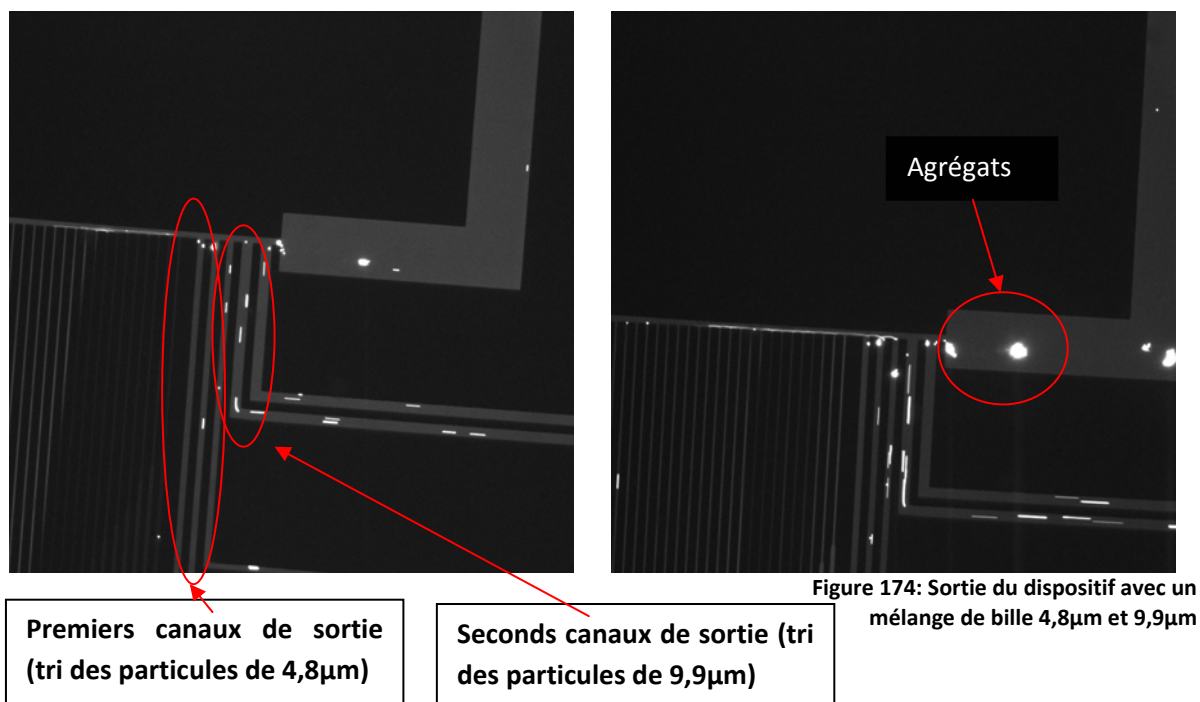 Agrégats
Figure 174: Sortie du dispositif avec un
mélange de bille 4,8µm et 9,9µm
Premiers canaux de sortie
(tri des particules de 4,8µm)
Seconds canaux de sortie (tri
des particules de 9,9µm)